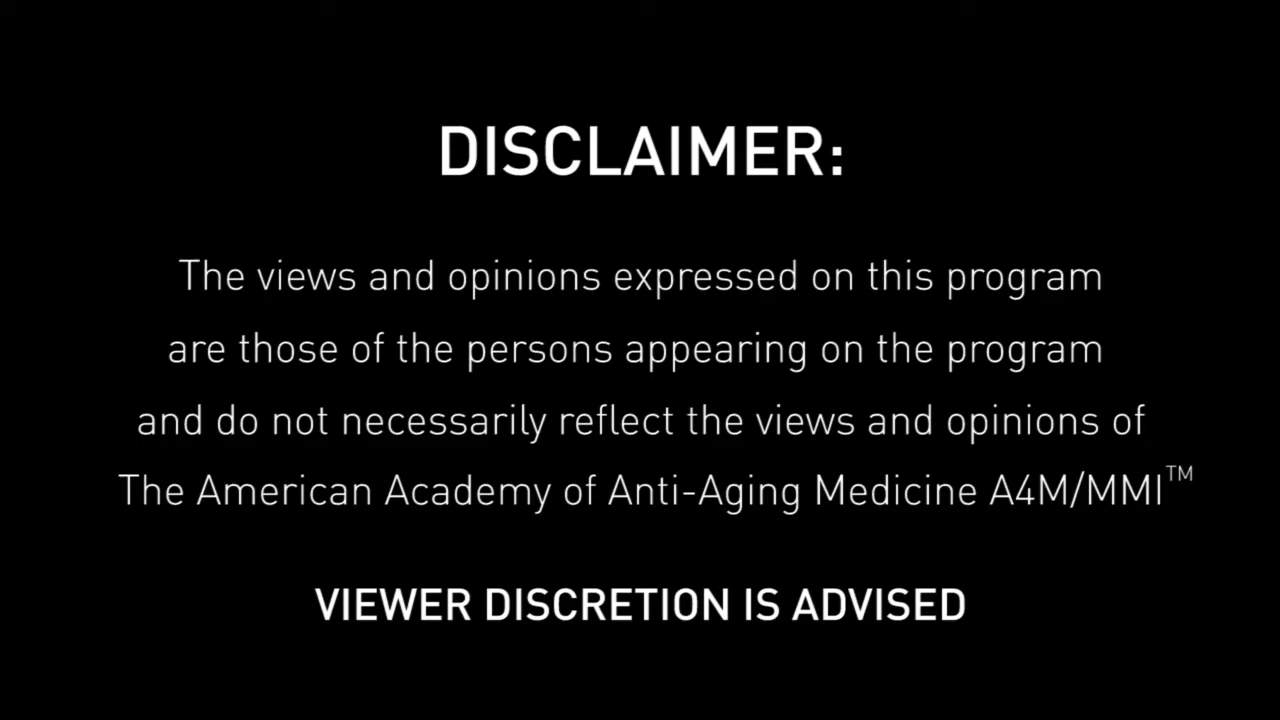 DISCLAIMER:
The views and opinions expressed on this program
are those of the persons appearing on the program
and do not necessarily reflect the views and opinions of
The American Academy of Anti-Aging Medicine A4M/MMI™
VIEWER DISCRETION IS ADVISED